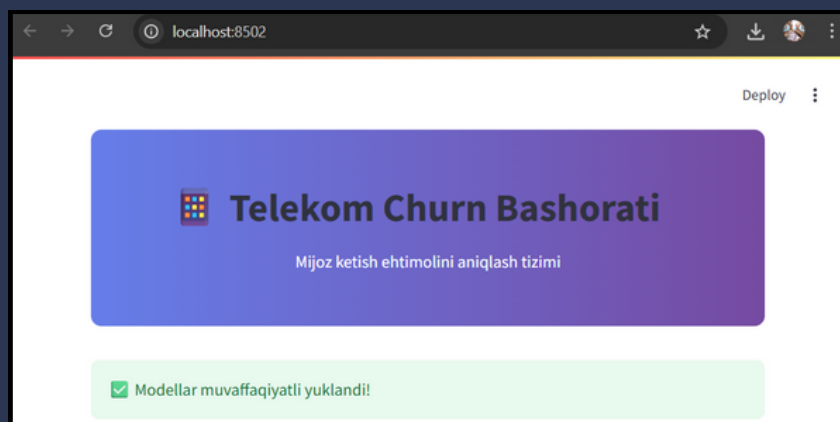 localhost:8502
Deploy
Telekom Churn Bashorati
Mijoz ketish ehtimolini aniqlash tizimi
Modellar muvaffaqiyatli yuklandi!